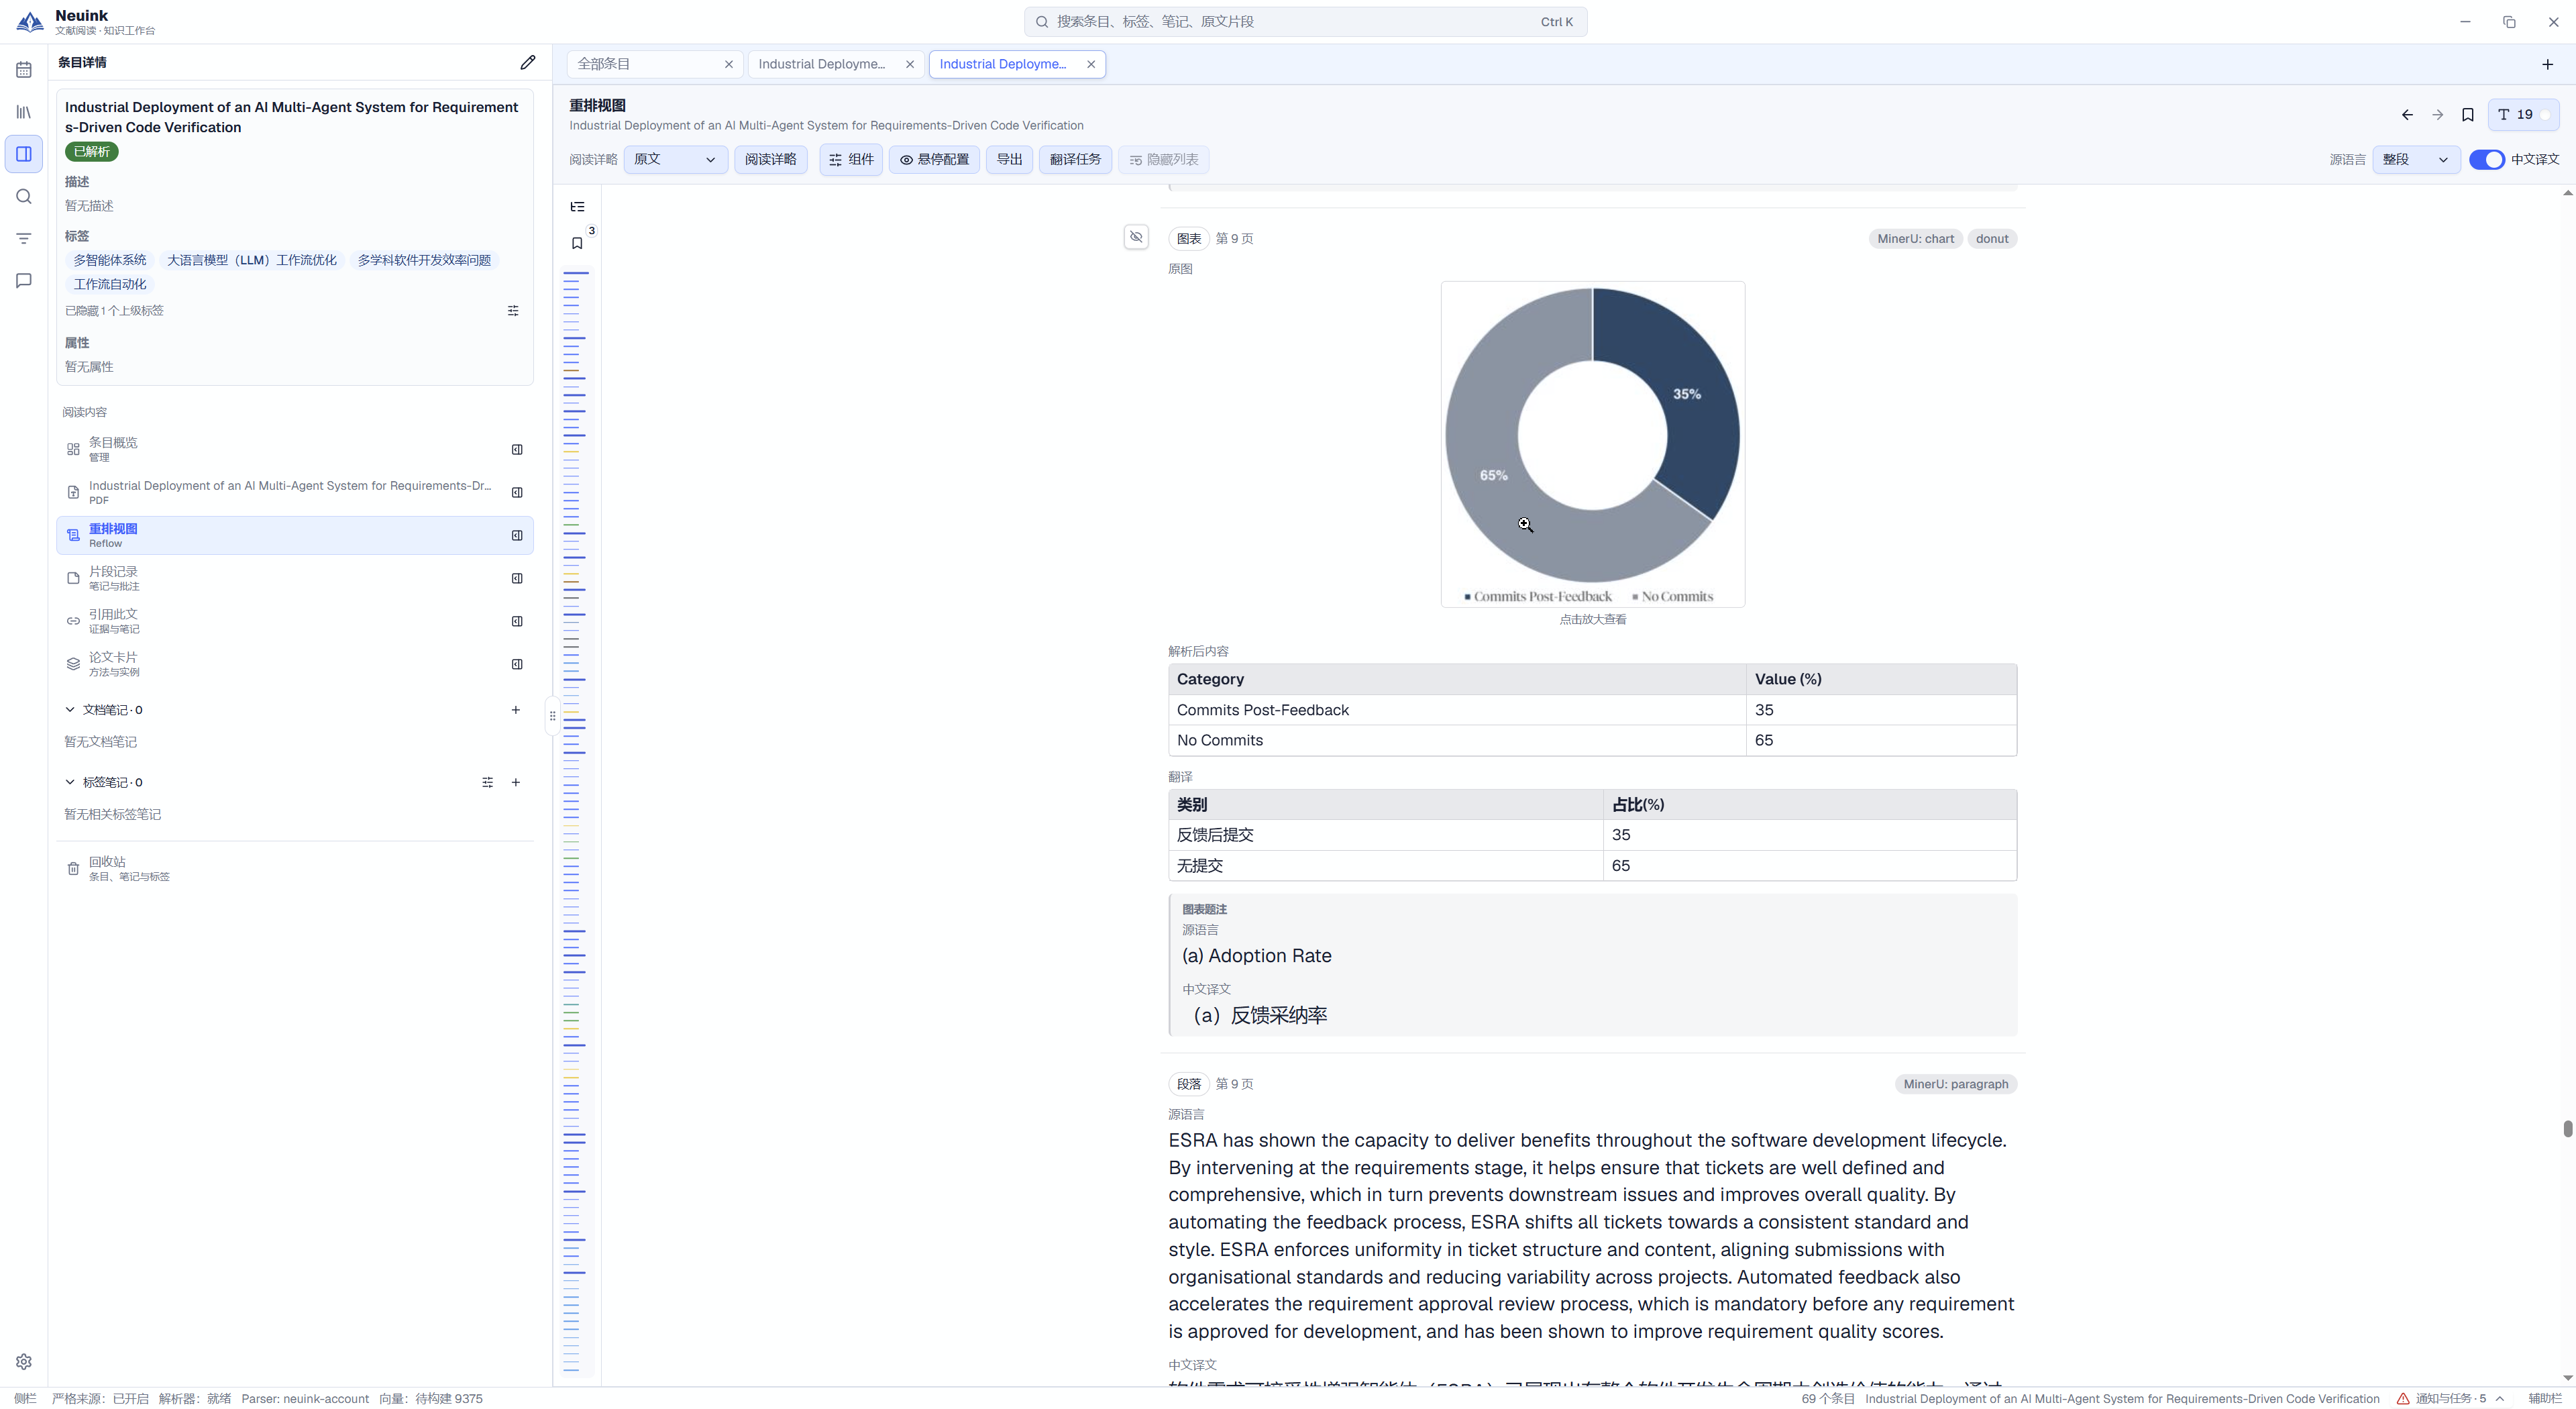 Neuink
文献阅读 · 知识工作台
搜索条目、标签、笔记、原文片段
Ctrl K
条目详情
Industrial Deployment of an AI Multi-Agent System for Requirement
s-Driven Code Verification
已解析
描述
暂无描述
标签
多智能体系统 大语言模型（LLM）工作流优化 多学科软件开发效率问题
工作流自动化
已隐藏 1 个上级标签
属性
暂无属性
阅读内容
条目概览
管理
Industrial Deployment of an AI Multi-Agent System for Requirements-Dr...
PDF
重排视图
Reflow
片段记录
笔记与批注
引用此文
证据与笔记
论文卡片
方法与实例
文档笔记 · 0
暂无文档笔记
标签笔记 · 0
暂无相关标签笔记
回收站
条目、笔记与标签
全部条目
Industrial Deployme...
Industrial Deployme...
重排视图
Industrial Deployment of an AI Multi-Agent System for Requirements-Driven Code Verification
T 19
阅读详略 原文 阅读详略 组件 悬停配置 导出 翻译任务 隐藏列表
源语言 整段 中文译文
3
图表 第 9 页
MinerU: chart donut
原图
35%
65%
Commits Post-Feedback No Commits
点击放大查看
解析后内容
Category Value (%)
Commits Post-Feedback 35
No Commits 65
翻译
类别 占比(%)
反馈后提交 35
无提交 65
图表题注
源语言
(a) Adoption Rate
中文译文
（a）反馈采纳率
段落 第 9 页
MinerU: paragraph
源语言
ESRA has shown the capacity to deliver benefits throughout the software development lifecycle.
By intervening at the requirements stage, it helps ensure that tickets are well defined and
comprehensive, which in turn prevents downstream issues and improves overall quality. By
automating the feedback process, ESRA shifts all tickets towards a consistent standard and
style. ESRA enforces uniformity in ticket structure and content, aligning submissions with
organisational standards and reducing variability across projects. Automated feedback also
accelerates the requirement approval review process, which is mandatory before any requirement
is approved for development, and has been shown to improve requirement quality scores.
中文译文
侧栏 严格来源：已开启 解析器：就绪 Parser: neuink-account 向量：待构建 9375
69 个条目 Industrial Deployment of an AI Multi-Agent System for Requirements-Driven Code Verification 通知与任务 · 5 辅助栏